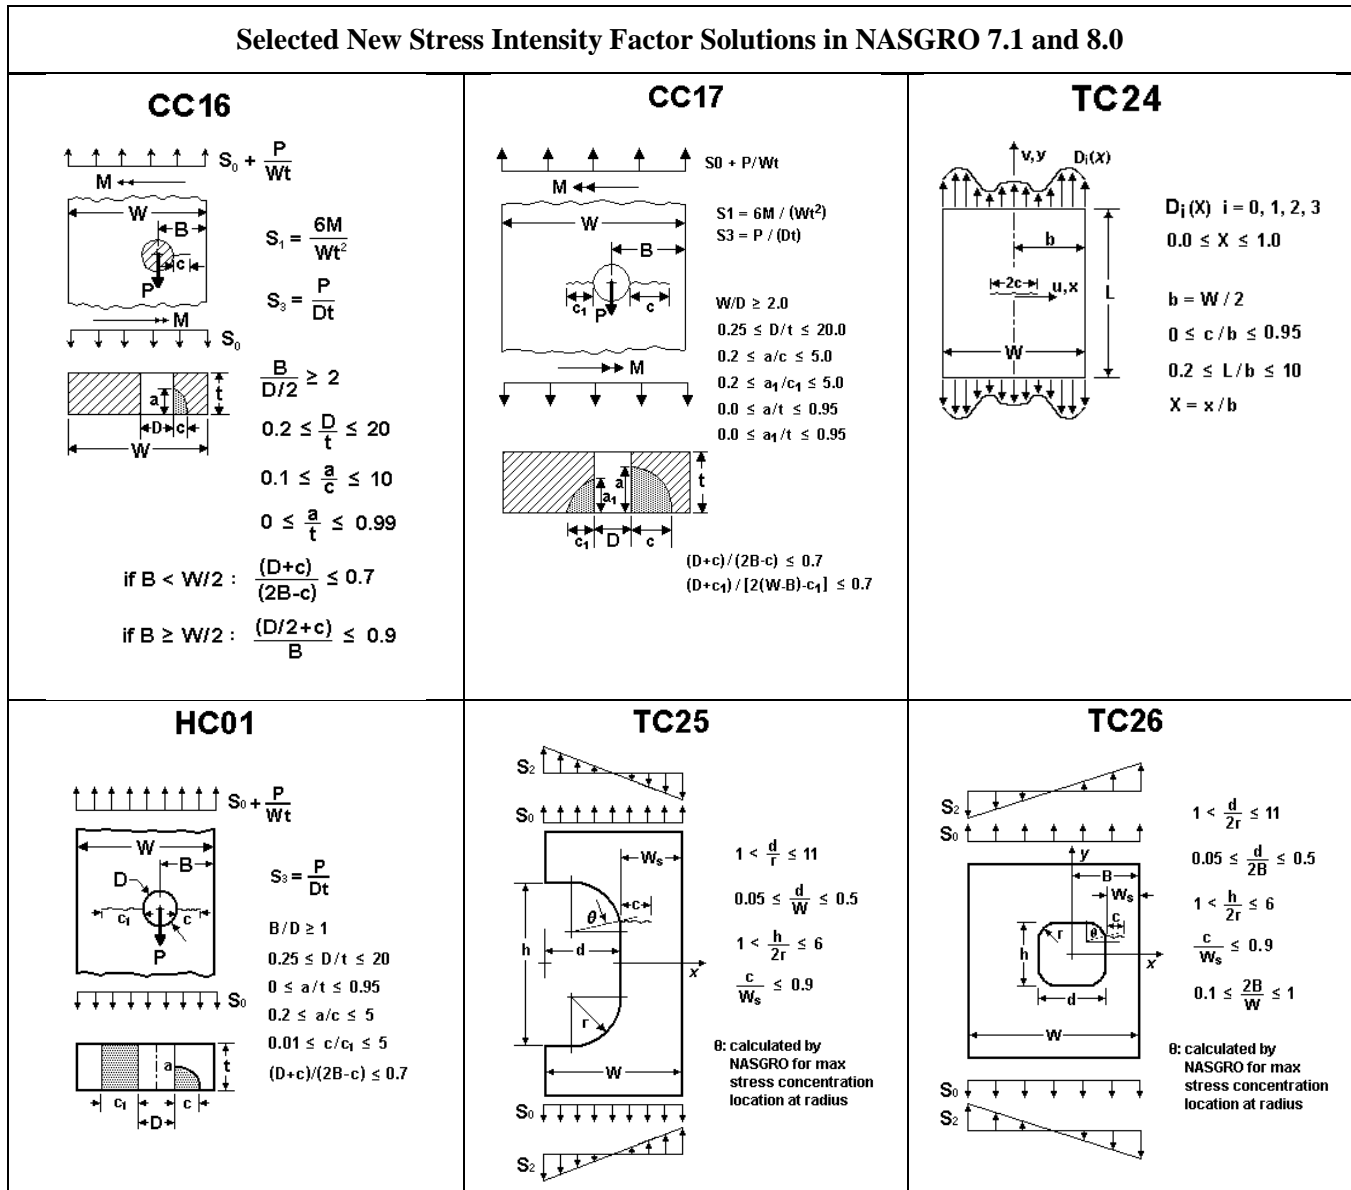 Selected New Stress Intensity Factor Solutions in NASGRO 7.1 and 8.0
CC16
S₀ + P/Wt
M
W
B
c
P
M
S₀
S₁ = 6M/Wt²
S₃ = P/Dt
a
t
D
c
W
B/(D/2) ≥ 2
0.2 ≤ D/t ≤ 20
0.1 ≤ a/c ≤ 10
0 ≤ a/t ≤ 0.99
if B < W/2 : (D+c)/(2B-c) ≤ 0.7
if B ≥ W/2 : (D/2+c)/B ≤ 0.9
CC17
S0 + P/Wt
M
W
B
c₁
P
c
M
S1 = 6M / (Wt²)
S3 = P / (Dt)
W/D ≥ 2.0
0.25 ≤ D/t ≤ 20.0
0.2 ≤ a/c ≤ 5.0
0.2 ≤ a₁/c₁ ≤ 5.0
0.0 ≤ a/t ≤ 0.95
0.0 ≤ a₁/t ≤ 0.95
a
a₁
t
c₁
D
c
(D+c)/(2B-c) ≤ 0.7
(D+c₁)/[2(W-B)-c₁] ≤ 0.7
TC24
v,y
Dᵢ(x)
b
2c
u,x
L
W
Dᵢ(X) i = 0, 1, 2, 3
0.0 ≤ X ≤ 1.0
b = W / 2
0 ≤ c/b ≤ 0.95
0.2 ≤ L/b ≤ 10
X = x/b
HC01
S₀ + P/Wt
W
B
D
c₁
c
P
S₀
S₃ = P/Dt
B/D ≥ 1
0.25 ≤ D/t ≤ 20
0 ≤ a/t ≤ 0.95
0.2 ≤ a/c ≤ 5
0.01 ≤ c/c₁ ≤ 5
(D+c)/(2B-c) ≤ 0.7
a
t
c₁
c
D
TC25
S₂
S₀
Wₛ
c
θ
h
d
x
r
W
S₀
S₂
1 < d/r ≤ 11
0.05 ≤ d/W ≤ 0.5
1 < h/2r ≤ 6
c/Wₛ ≤ 0.9
θ: calculated by
NASGRO for max
stress concentration
location at radius
TC26
S₂
S₀
y
B
Wₛ
c
r
θ
h
x
d
W
S₀
S₂
1 < d/2r ≤ 11
0.05 ≤ d/2B ≤ 0.5
1 < h/2r ≤ 6
c/Wₛ ≤ 0.9
0.1 ≤ 2B/W ≤ 1
θ: calculated by
NASGRO for max
stress concentration
location at radius